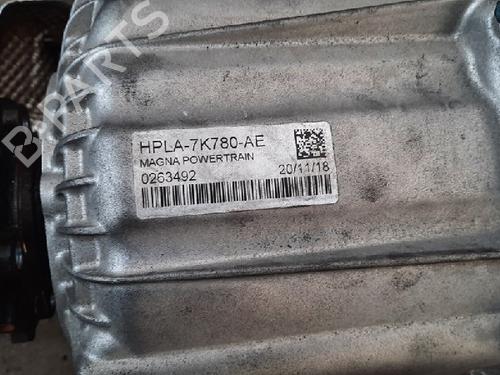 B-PARTS
HPLA-7K780-AE
MAGNA POWERTRAIN
0263492 20/11/18